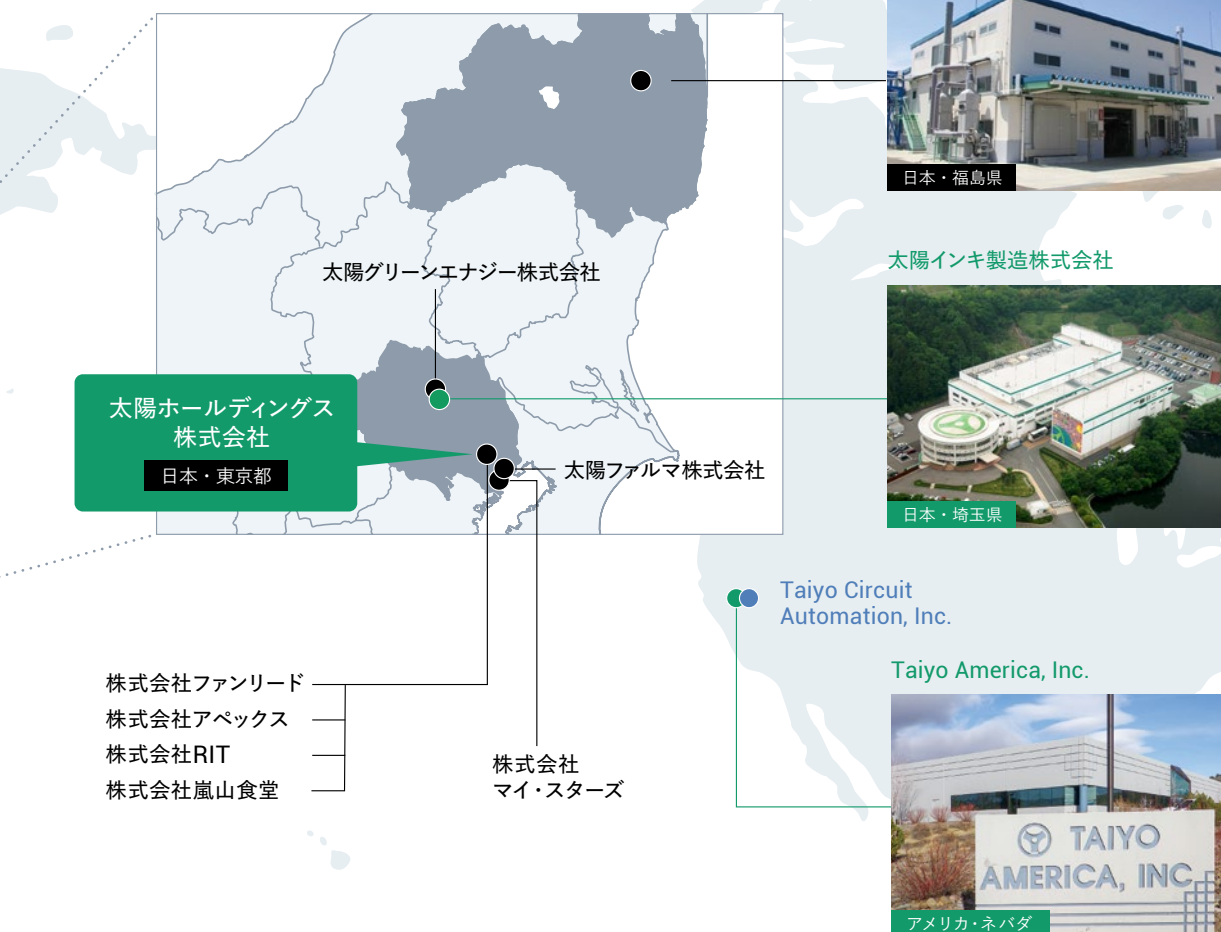 日本・福島県
太陽グリーンエナジー株式会社
太陽インキ製造株式会社
太陽ホールディングス
株式会社
日本・東京都
太陽ファルマ株式会社
日本・埼玉県
Taiyo Circuit
Automation, Inc.
Taiyo America, Inc.
株式会社ファンリード
株式会社アペックス
株式会社RIT
株式会社嵐山食堂
株式会社
マイ・スターズ
TAIYO
AMERICA, INC
アメリカ・ネバダ